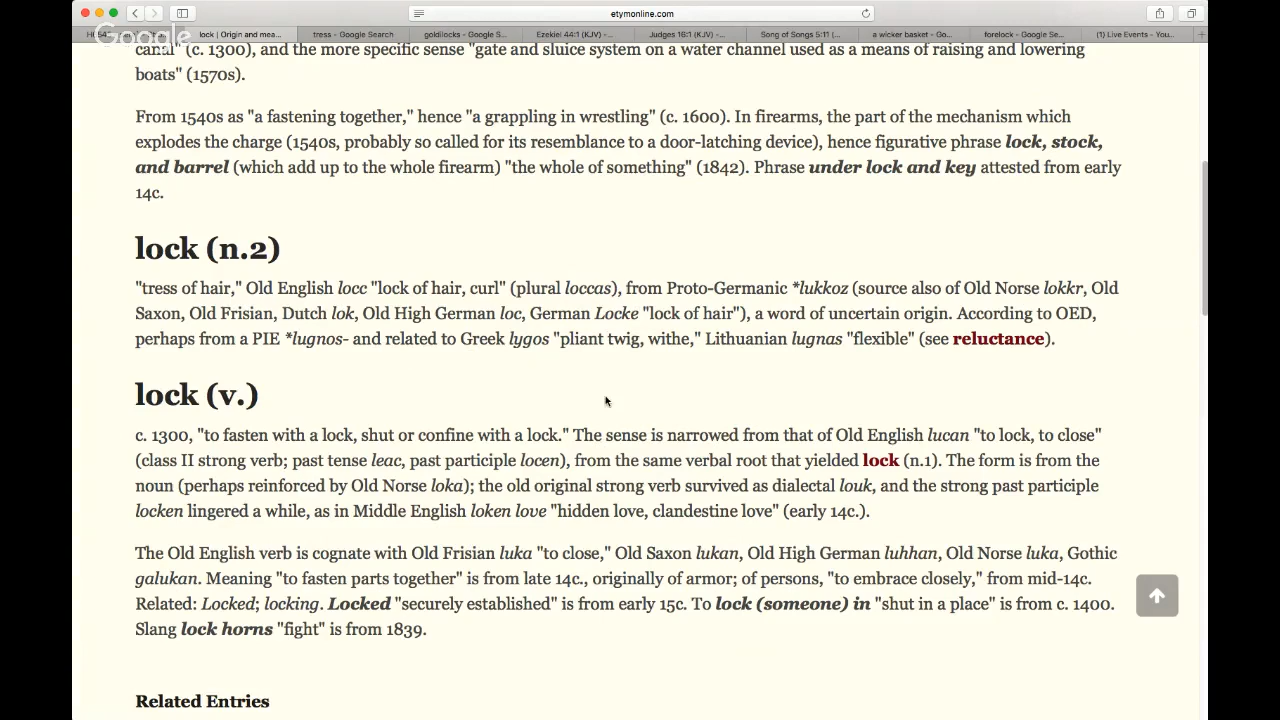 etymonline.com
Google
lock | Origin and mea...
tress - Google Search
goldilocks - Google S...
Ezekiel 44:1 (KJV) -...
Judges 16:1 (KJV) -...
Song of Songs 5:11 |...
a wicker basket - Go...
forelock - Google Se...
(1) Live Events - You...
canal" (c. 1300), and the more specific sense "gate and sluice system on a water channel used as a means of raising and lowering
boats" (1570s).
From 1540s as "a fastening together," hence "a grappling in wrestling" (c. 1600). In firearms, the part of the mechanism which
explodes the charge (1540s, probably so called for its resemblance to a door-latching device), hence figurative phrase lock, stock,
and barrel (which add up to the whole firearm) "the whole of something" (1842). Phrase under lock and key attested from early
14c.
lock (n.2)
"tress of hair," Old English locc "lock of hair, curl" (plural loccas), from Proto-Germanic *lukkoz (source also of Old Norse lokkr, Old
Saxon, Old Frisian, Dutch lok, Old High German loc, German Locke "lock of hair"), a word of uncertain origin. According to OED,
perhaps from a PIE *lugnos- and related to Greek lygos "pliant twig, withe," Lithuanian lugnas "flexible" (see reluctance).
lock (v.)
c. 1300, "to fasten with a lock, shut or confine with a lock." The sense is narrowed from that of Old English lucan "to lock, to close"
(class II strong verb; past tense leac, past participle locen), from the same verbal root that yielded lock (n.1). The form is from the
noun (perhaps reinforced by Old Norse loka); the old original strong verb survived as dialectal louk, and the strong past participle
locken lingered a while, as in Middle English loken love "hidden love, clandestine love" (early 14c.).
The Old English verb is cognate with Old Frisian luka "to close," Old Saxon lukan, Old High German luhhan, Old Norse luka, Gothic
galukan. Meaning "to fasten parts together" is from late 14c., originally of armor; of persons, "to embrace closely," from mid-14c.
Related: Locked; locking. Locked "securely established" is from early 15c. To lock (someone) in "shut in a place" is from c. 1400.
Slang lock horns "fight" is from 1839.
Related Entries